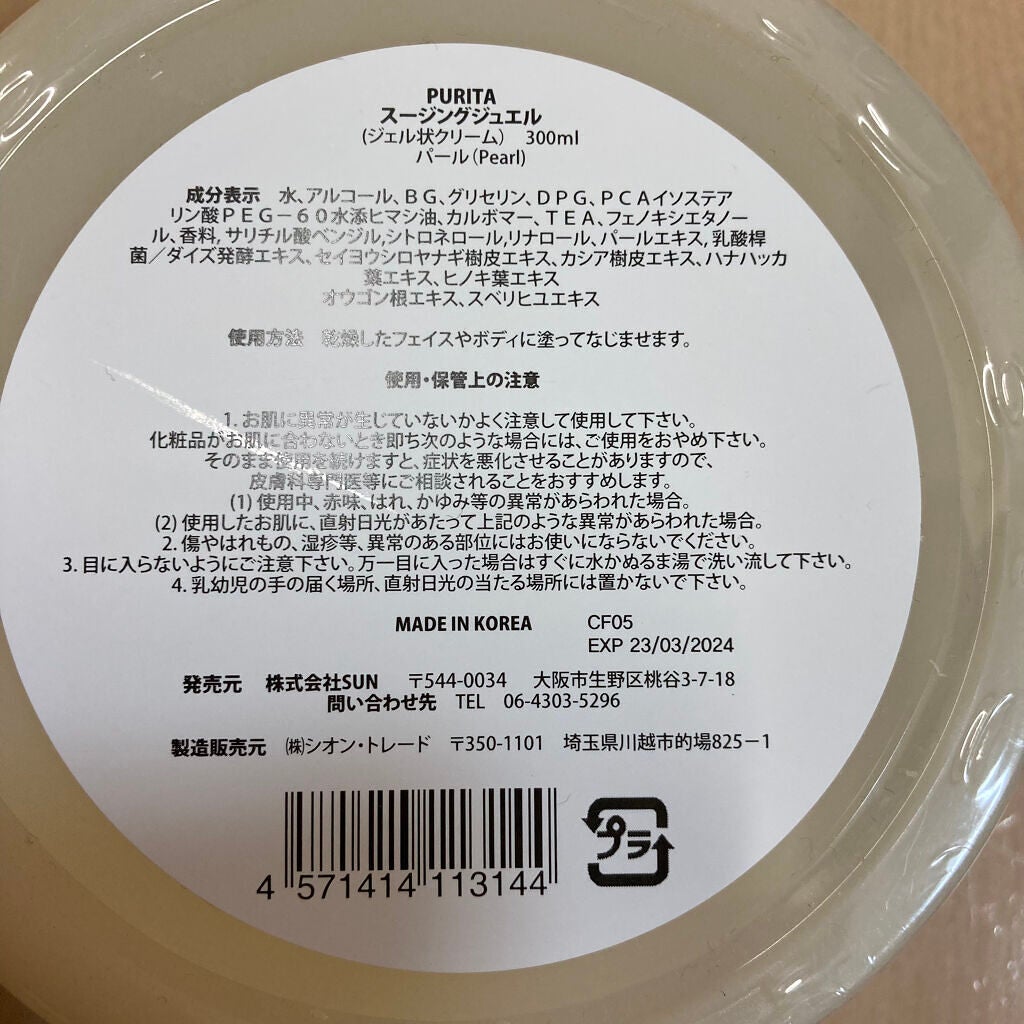 PURITA
スージングジュエル
(ジェル状クリーム) 300ml
パール(Pearl)
成分表示 水、アルコール、BG、グリセリン、DPG、PCAイソステア
リン酸PEG-60水添ヒマシ油、カルボマー、TEA、フェノキシエタノー
ル、香料, サリチル酸ベンジル,シトロネロール,リナロール、パールエキス, 乳酸桿
菌/ダイズ発酵エキス、セイヨウシロヤナギ樹皮エキス、カシア樹皮エキス、ハナハッカ
葉エキス、ヒノキ葉エキス
オウゴン根エキス、スベリヒユエキス
使用方法 乾燥したフェイスやボディに塗ってなじませます。
使用・保管上の注意
1. お肌に異常が生じていないかよく注意して使用して下さい。
化粧品がお肌に合わないとき即ち次のような場合には、ご使用をおやめ下さい。
そのまま使用を続けますと、症状を悪化させることがありますので、
皮膚科専門医等にご相談されることをおすすめします。
(1) 使用中、赤味、はれ、かゆみ等の異常があらわれた場合。
(2) 使用したお肌に、直射日光があたって上記のような異常があらわれた場合。
2. 傷やはれもの、湿疹等、異常のある部位にはお使いにならないでください。
3. 目に入らないようにご注意下さい。万一目に入った場合はすぐに水かぬるま湯で洗い流して下さい。
4. 乳幼児の手の届く場所、直射日光の当たる場所には置かないで下さい。
MADE IN KOREA CF05
EXP 23/03/2024
発売元 株式会社SUN 〒544-0034 大阪市生野区桃谷3-7-18
問い合わせ先 TEL 06-4303-5296
製造販売元 ㈱シオン・トレード 〒350-1101 埼玉県川越市的場825-1
プラ
4 571414 113144